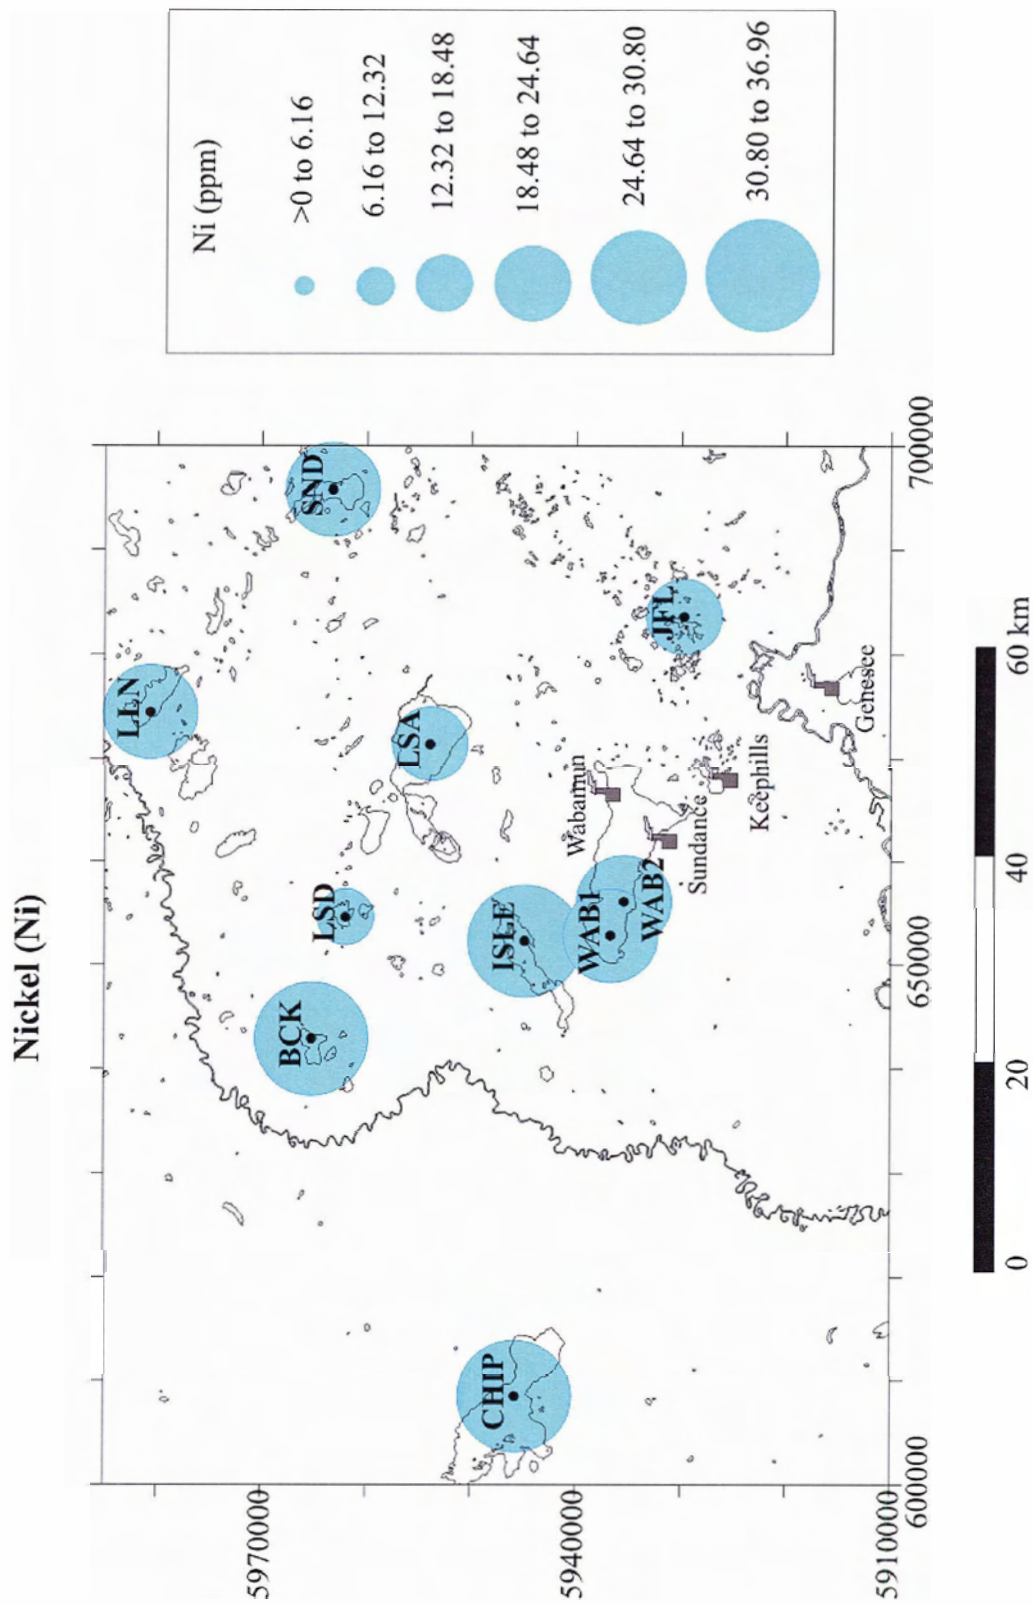 Nickel (Ni)
Ni (ppm)
>0 to 6.16
6.16 to 12.32
12.32 to 18.48
18.48 to 24.64
24.64 to 30.80
30.80 to 36.96
LEN
SND
BCK
LSD
LSA
CHIP
ISLE
WAB1
WAB2
JFL
Wabamun
Sundance
Keephills
Genesee
5970000
5940000
5910000
600000
650000
700000
0
20
40
60 km